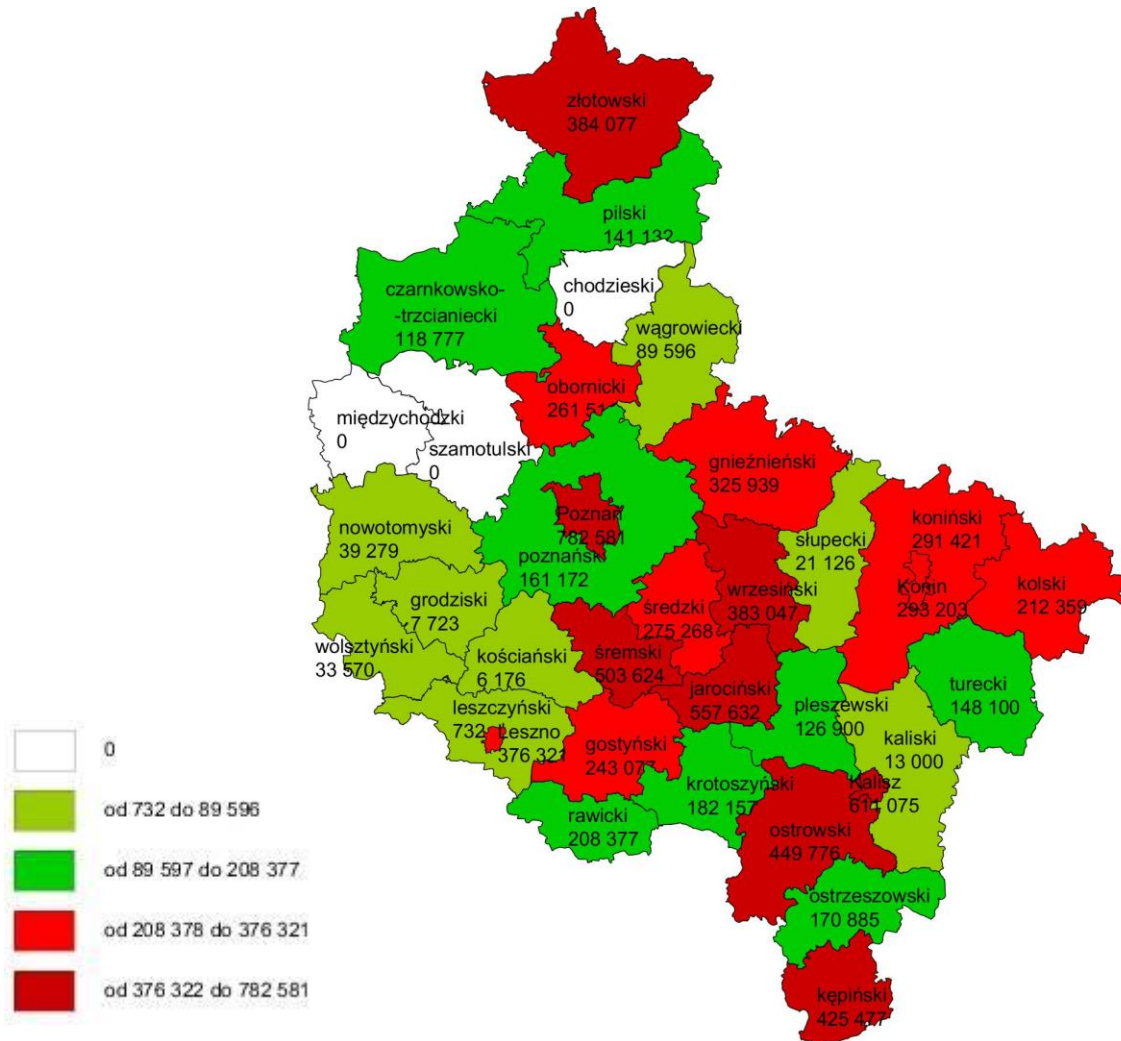 złotowski
384 077
pilski
141 132
chodzieski
0
czarnkowsko-
-trzcianiecki
118 777
wągrowiecki
89 596
obornicki
międzychodzki
0
szamotulski
0
gnieźnieński
325 939
nowotomyski
39 279
Poznań
782 581
poznański
161 172
słupecki
21 126
koniński
291 421
Konin
293 203
kolski
212 359
wrzesiński
383 047
średzki
275 268
grodziski
7 723
wolsztyński
33 570
kościański
6 176
śremski
503 624
jarociński
557 632
pleszewski
126 900
turecki
148 100
leszczyński
732
Leszno
376 321
gostyński
243 077
kaliski
13 000
krotoszyński
182 157
Kalisz
611 075
rawicki
208 377
ostrowski
449 776
ostrzeszowski
170 885
kępiński
425 477
0
od 732 do 89 596
od 89 597 do 208 377
od 208 378 do 376 321
od 376 322 do 782 581